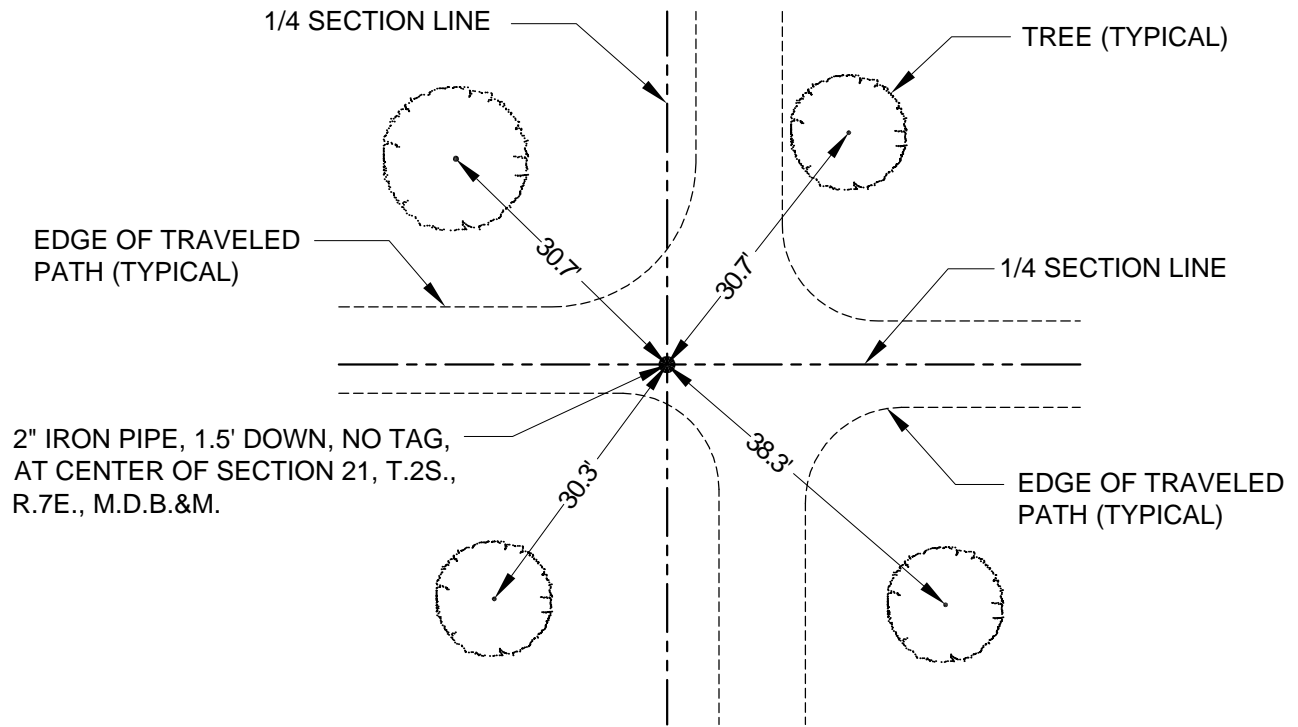 1/4 SECTION LINE
TREE (TYPICAL)
EDGE OF TRAVELED
PATH (TYPICAL)
30.7'
30.7'
1/4 SECTION LINE
2" IRON PIPE, 1.5' DOWN, NO TAG,
AT CENTER OF SECTION 21, T.2S.,
R.7E., M.D.B.&M.
30.3'
38.3'
EDGE OF TRAVELED
PATH (TYPICAL)